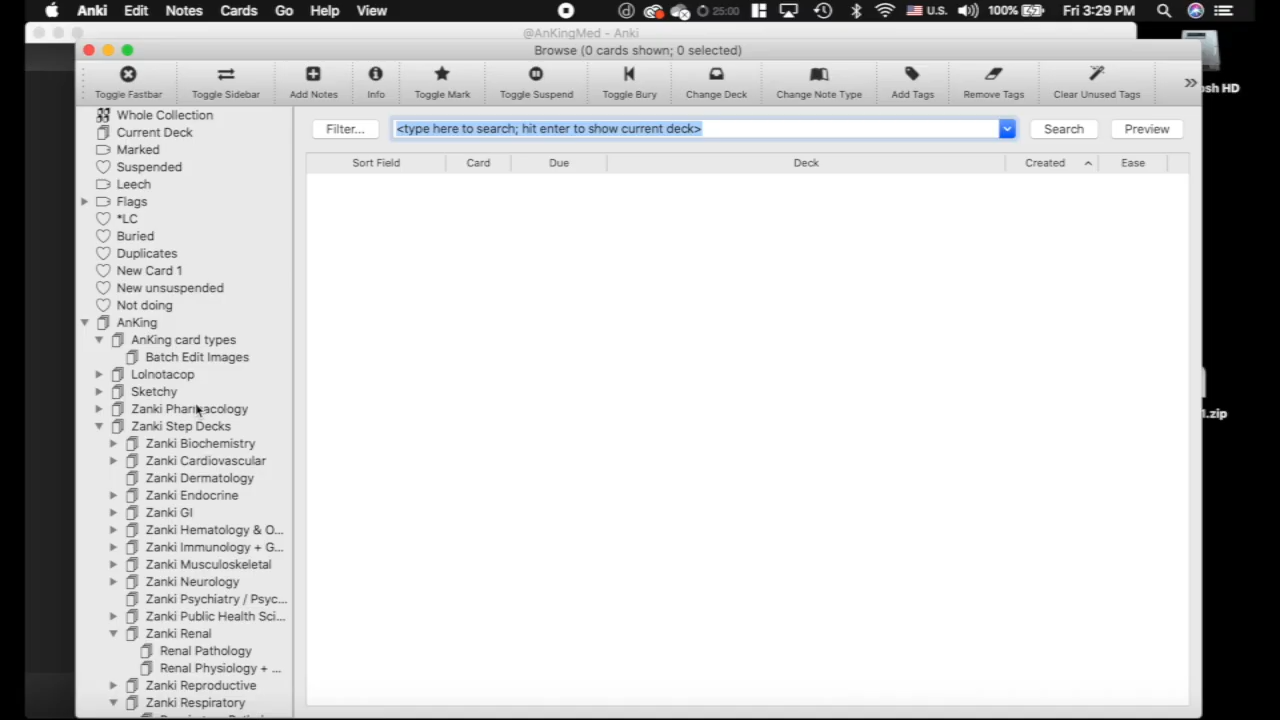 Anki Edit Notes Cards Go Help View 25:00 U.S. 100% Fri 3:29 PM
@AnKingMed - Anki
Browse (0 cards shown; 0 selected)
Toggle Fastbar Toggle Sidebar Add Notes Info Toggle Mark Toggle Suspend Toggle Bury Change Deck Change Note Type Add Tags Remove Tags Clear Unused Tags »
osh HD
Filter... <type here to search; hit enter to show current deck> Search Preview
Sort Field Card Due Deck Created Ease
Whole Collection
Current Deck
Marked
Suspended
Leech
Flags
*LC
Buried
Duplicates
New Card 1
New unsuspended
Not doing
AnKing
AnKing card types
Batch Edit Images
Lolnotacop
Sketchy
Zanki Pharmacology
1.zip
Zanki Step Decks
Zanki Biochemistry
Zanki Cardiovascular
Zanki Dermatology
Zanki Endocrine
Zanki GI
Zanki Hematology & O...
Zanki Immunology + G...
Zanki Musculoskeletal
Zanki Neurology
Zanki Psychiatry / Psyc...
Zanki Public Health Sci...
Zanki Renal
Renal Pathology
Renal Physiology + ...
Zanki Reproductive
Zanki Respiratory